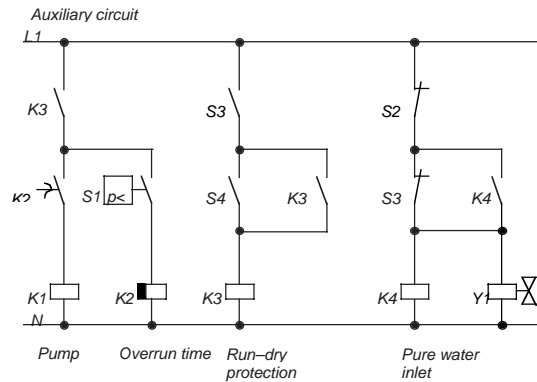 Auxiliary circuit
L1
K3
S3
S2
K2
S1 p<
S4
K3
S3
K4
K1
K2
K3
K4
Y1
N
Pump
Overrun time
Run–dry
protection
Pure water
inlet